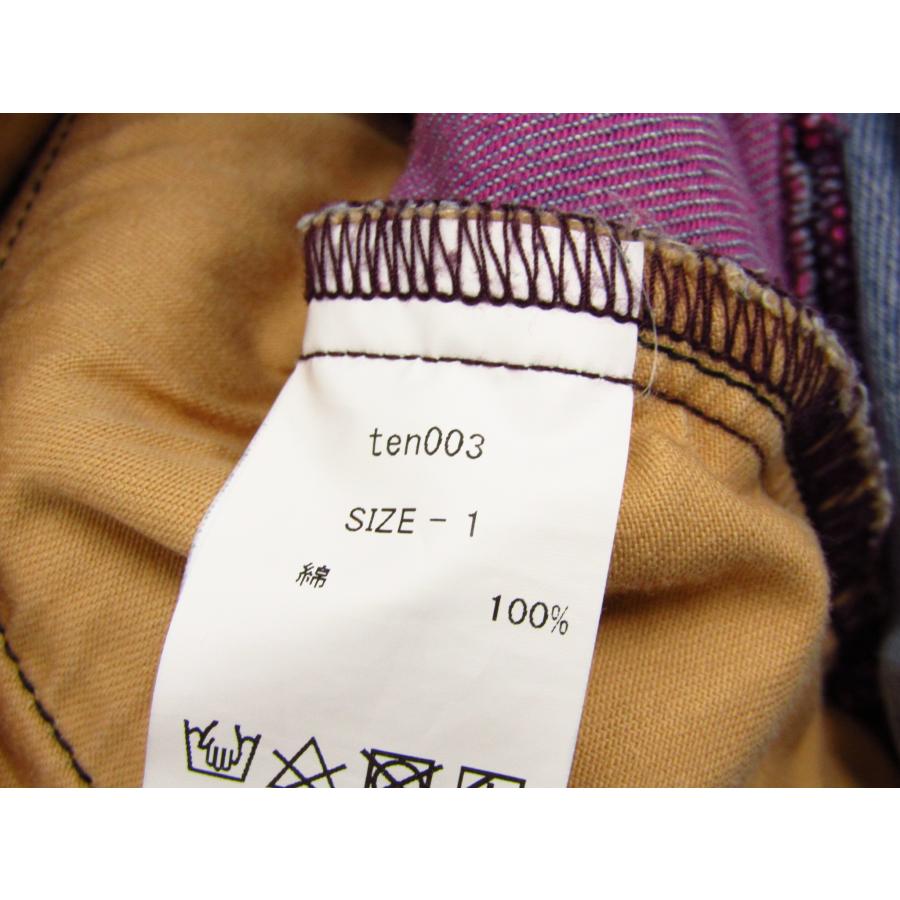 ten003
SIZE - 1
綿
100%